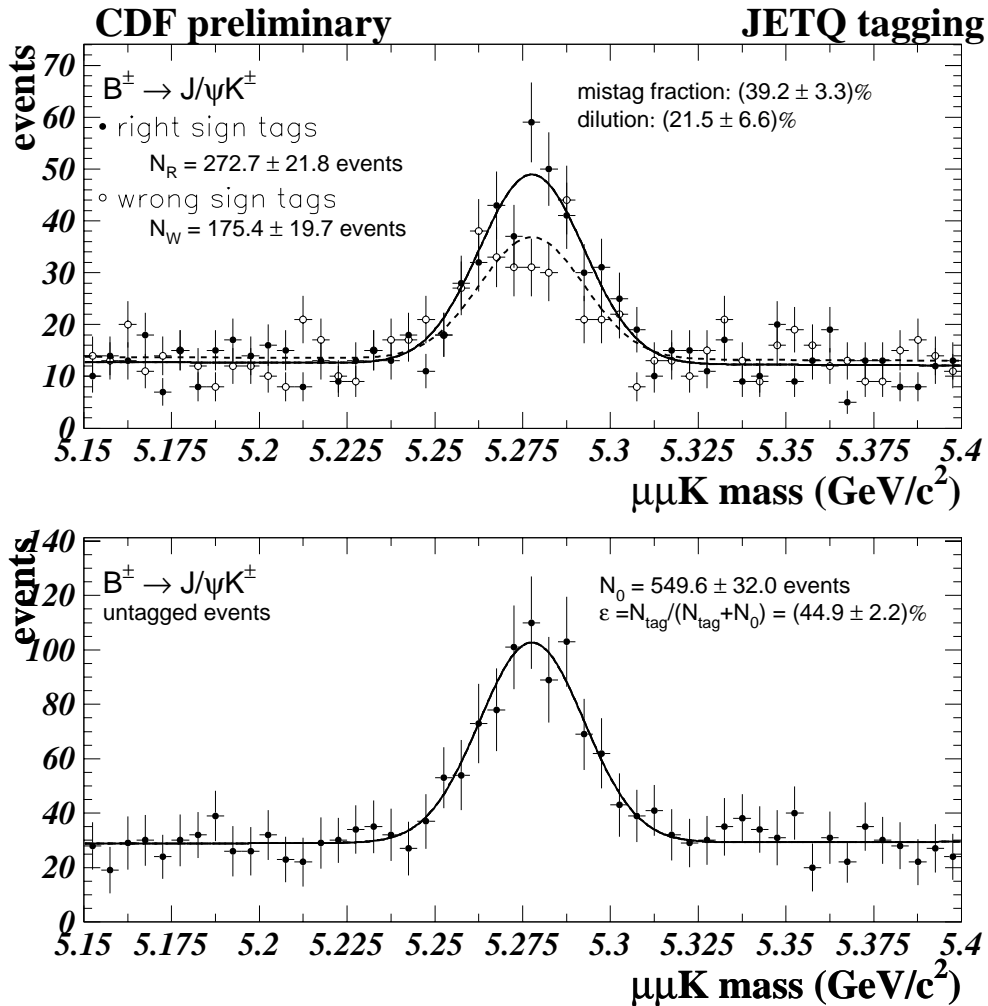 CDF preliminary JETQ tagging
events
70
60
50
40
30
20
10
0
B± → J/ψK±
• right sign tags
N_R = 272.7 ± 21.8 events
○ wrong sign tags
N_W = 175.4 ± 19.7 events
mistag fraction: (39.2 ± 3.3)%
dilution: (21.5 ± 6.6)%
5.15 5.175 5.2 5.225 5.25 5.275 5.3 5.325 5.35 5.375 5.4
μμK mass (GeV/c²)
events
140
120
100
80
60
40
20
0
B± → J/ψK±
untagged events
N₀ = 549.6 ± 32.0 events
ε =N_tag/(N_tag+N₀) = (44.9 ± 2.2)%
5.15 5.175 5.2 5.225 5.25 5.275 5.3 5.325 5.35 5.375 5.4
μμK mass (GeV/c²)